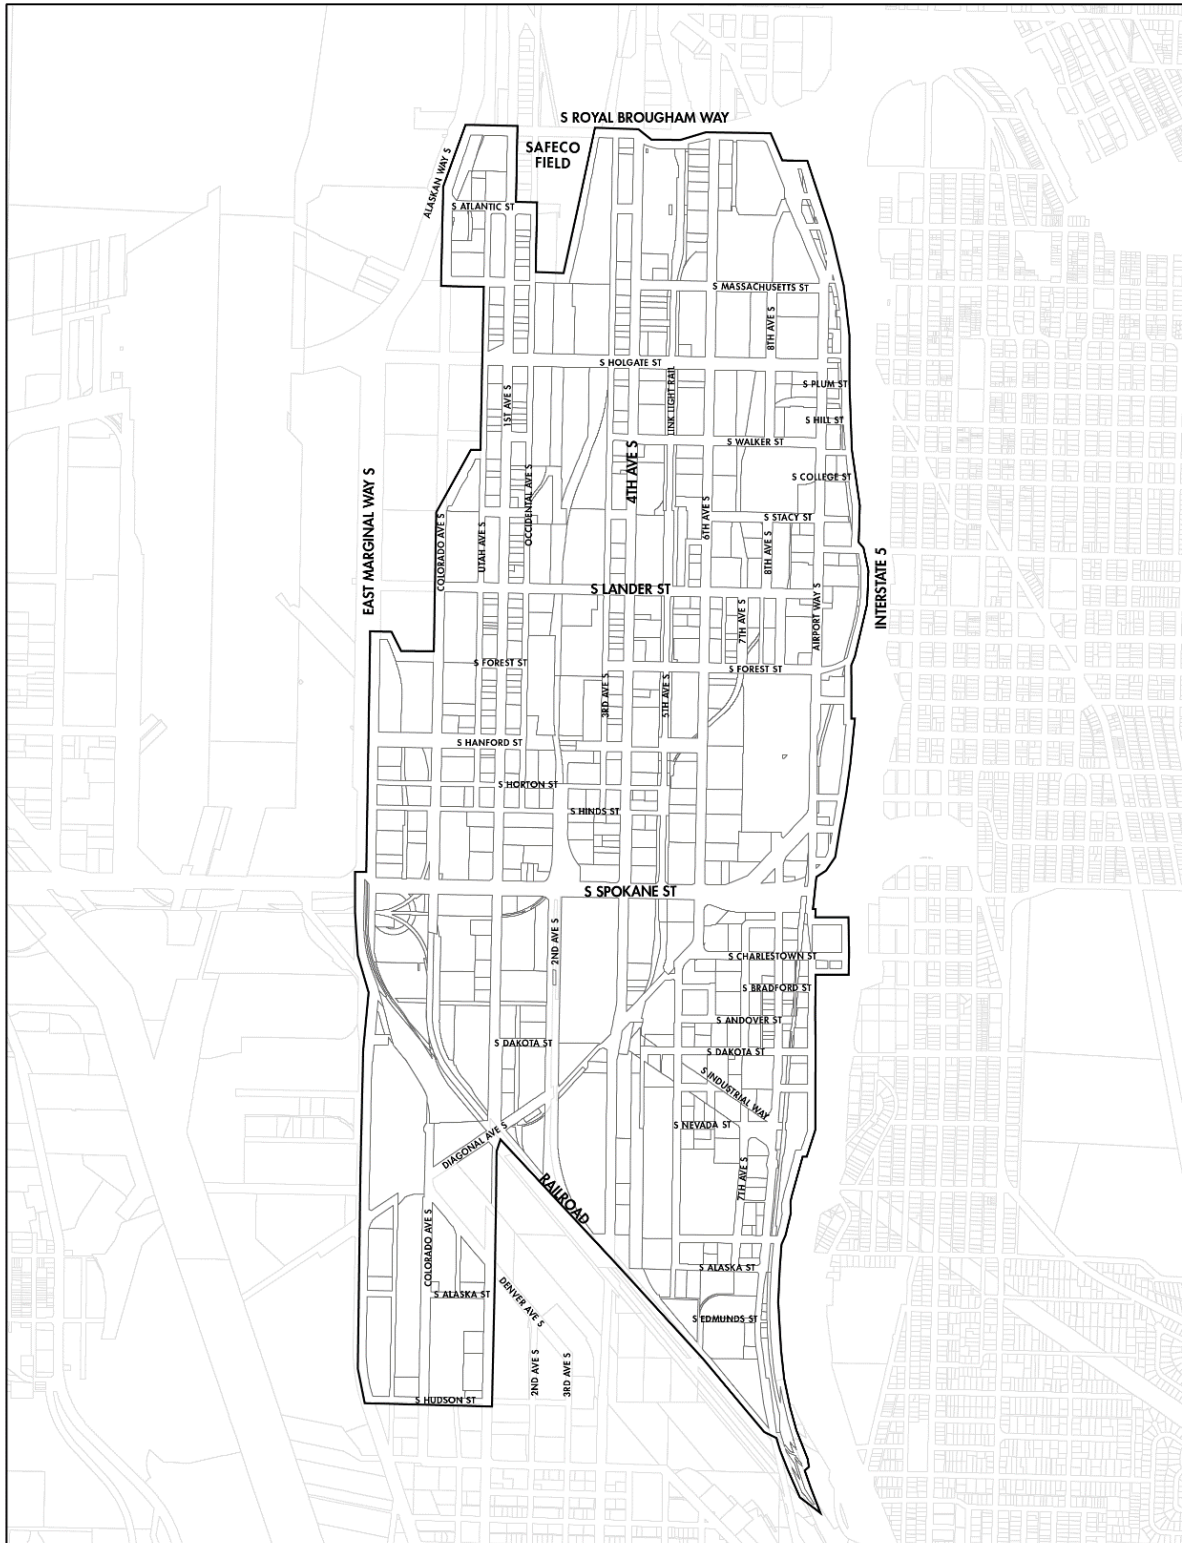 S ROYAL BROUGHAM WAY
SAFECO
FIELD
ALASKAN WAY S
S ATLANTIC ST
S MASSACHUSETTS ST
8TH AVE S
S HOLGATE ST
LINK LIGHT RAIL
S PLUM ST
1ST AVE S
S HILL ST
S WALKER ST
4TH AVE S
S COLLEGE ST
EAST MARGINAL WAY S
OCCIDENTAL AVE S
COLORADO AVE S
UTAH AVE S
6TH AVE S
S STACY ST
8TH AVE S
INTERSTATE 5
S LANDER ST
7TH AVE S
AIRPORT WAY S
S FOREST ST
S FOREST ST
3RD AVE S
5TH AVE S
S HANFORD ST
S HORTON ST
S HINDS ST
S SPOKANE ST
2ND AVE S
S CHARLESTOWN ST
S BRADFORD ST
S ANDOVER ST
S DAKOTA ST
S DAKOTA ST
S INDUSTRIAL WAY
S NEVADA ST
DIAGONAL AVE S
7TH AVE S
RAILROAD
COLORADO AVE S
S ALASKA ST
S ALASKA ST
DENVER AVE S
S EDMUNDS ST
2ND AVE S
3RD AVE S
S HUDSON ST